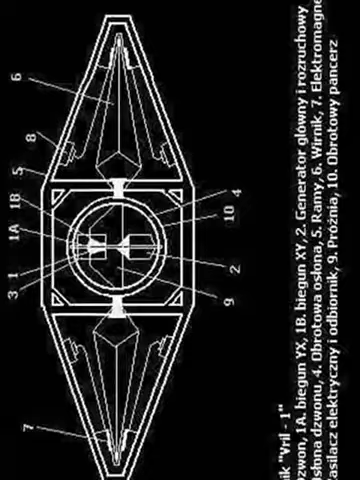 7
3 1 1A 1B 5 8 6
9 2 10 4
nik "Vril - 1"
Dzwon, 1A. biegun YX, 1B. biegun XY, 2. Generator główny i rozruchowy
słona dzwonu, 4. Obrotowa osłona, 5. Ramy, 6. Wirnik, 7. Elektromagne
asilacz elektryczny i odbiornik, 9. Próżnia, 10. Obrotowy pancerz